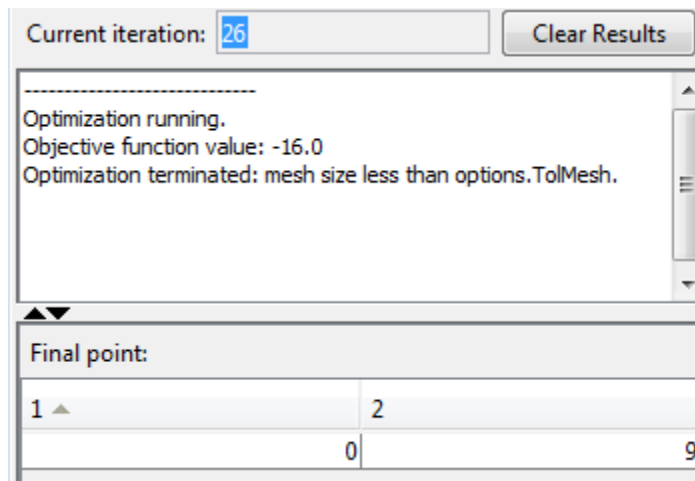 Current iteration: 26 Clear Results
-----------------------------
Optimization running.
Objective function value: -16.0
Optimization terminated: mesh size less than options.TolMesh.
Final point:
1 2
0 9